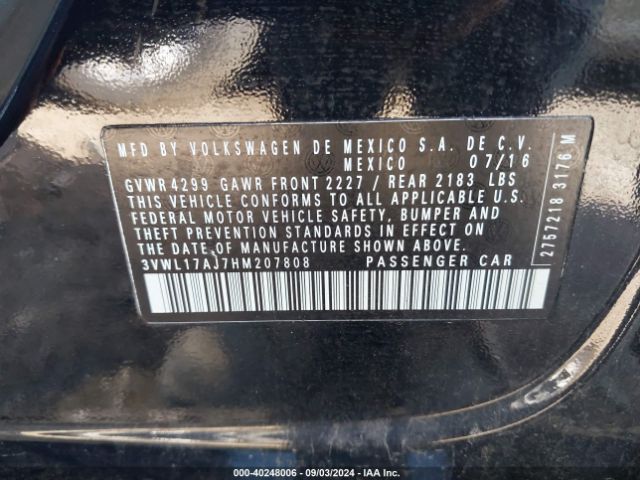 MFD BY VOLKSWAGEN DE MEXICO S.A. DE C.V.
MEXICO 07/16
GVWR 4299 GAWR FRONT 2227 / REAR 2183 LBS
THIS VEHICLE CONFORMS TO ALL APPLICABLE U.S.
FEDERAL MOTOR VEHICLE SAFETY, BUMPER AND
THEFT PREVENTION STANDARDS IN EFFECT ON THE
DATE OF MANUFACTURE SHOWN ABOVE.
3VWL17AJ7HM207808 PASSENGER CAR
2757218 3176 M
000-40248006 - 09/03/2024 - IAA Inc.